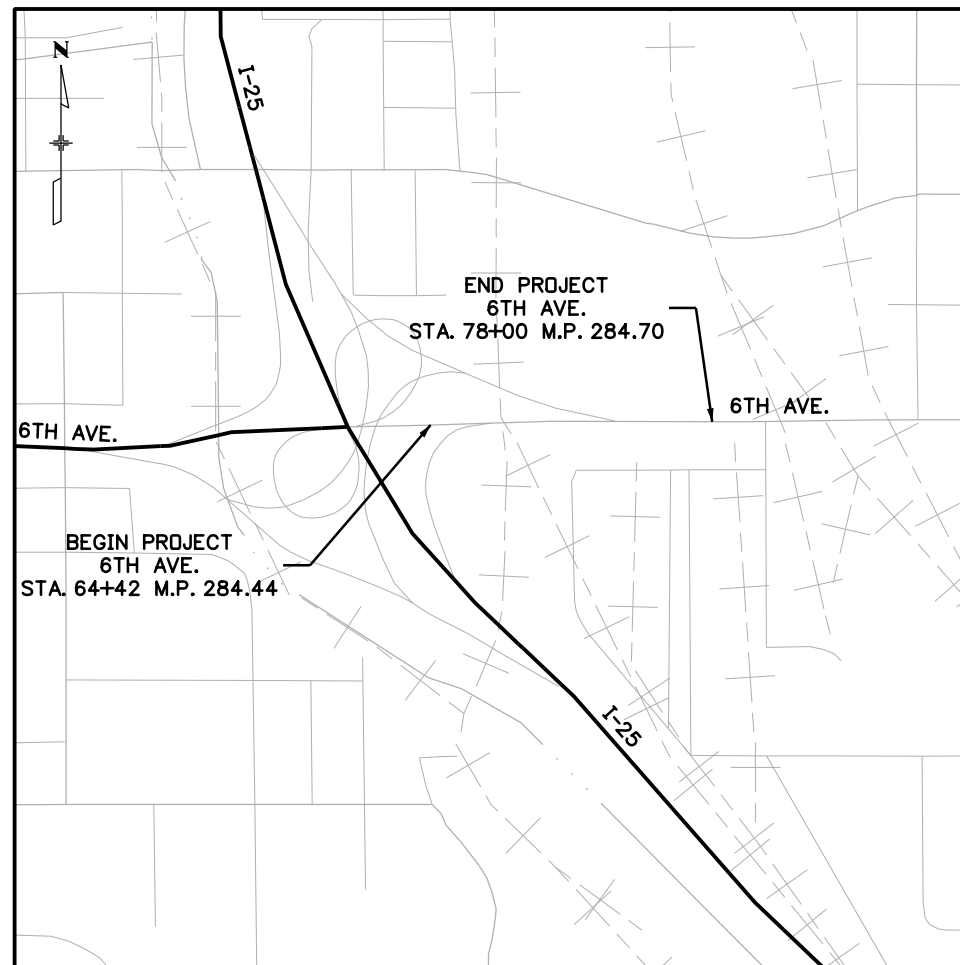 N
I-25
END PROJECT
6TH AVE.
STA. 78+00 M.P. 284.70
6TH AVE.
6TH AVE.
BEGIN PROJECT
6TH AVE.
STA. 64+42 M.P. 284.44
I-25